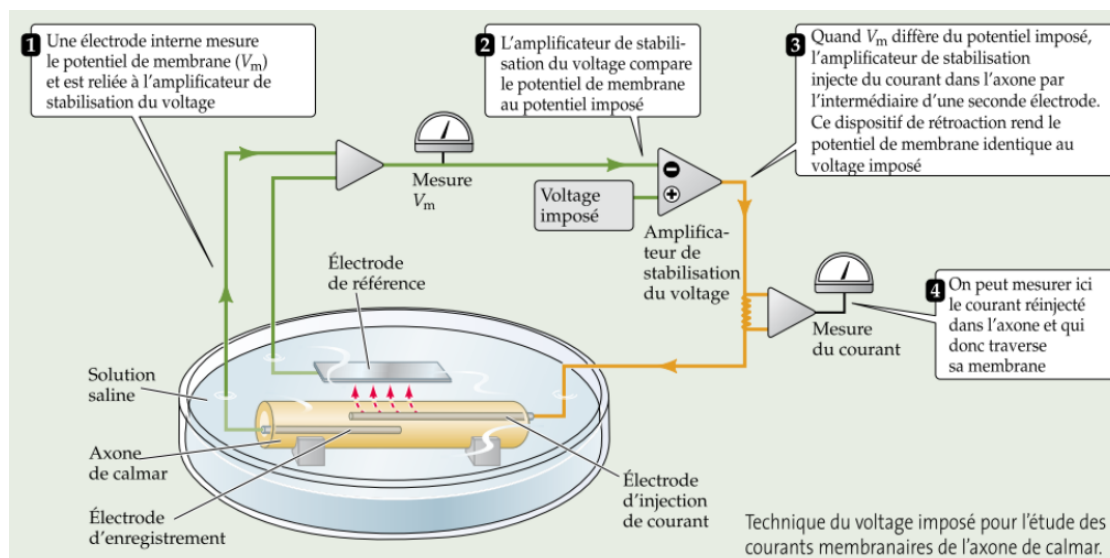 1 Une électrode interne mesure
le potentiel de membrane (Vm)
et est reliée à l'amplificateur de
stabilisation du voltage
2 L'amplificateur de stabili-
sation du voltage compare
le potentiel de membrane
au potentiel imposé
3 Quand Vm diffère du potentiel imposé,
l'amplificateur de stabilisation
injecte du courant dans l'axone par
l'intermédiaire d'une seconde électrode.
Ce dispositif de rétroaction rend le
potentiel de membrane identique au
voltage imposé
Mesure
Vm
Voltage
imposé
−
+
Amplifica-
teur de
stabilisation
du voltage
Électrode
de référence
4 On peut mesurer ici
le courant réinjecté
dans l'axone et qui
donc traverse
sa membrane
Mesure
du courant
Solution
saline
Axone
de calmar
Électrode
d'enregistrement
Électrode
d'injection
de courant
Technique du voltage imposé pour l'étude des
courants membranaires de l'axone de calmar.